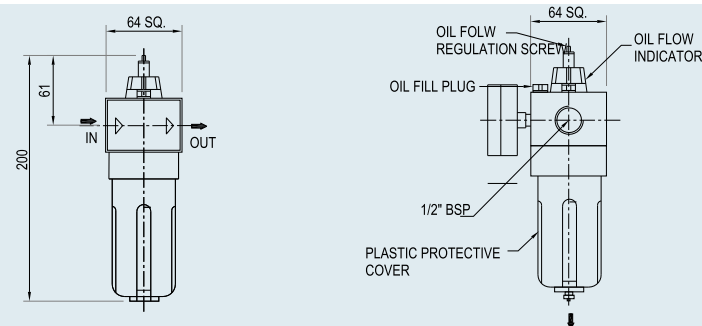 64 SQ.
61
200
IN
OUT
64 SQ.
OIL FOLW
REGULATION SCREW
OIL FLOW
INDICATOR
OIL FILL PLUG
1/2" BSP
PLASTIC PROTECTIVE
COVER